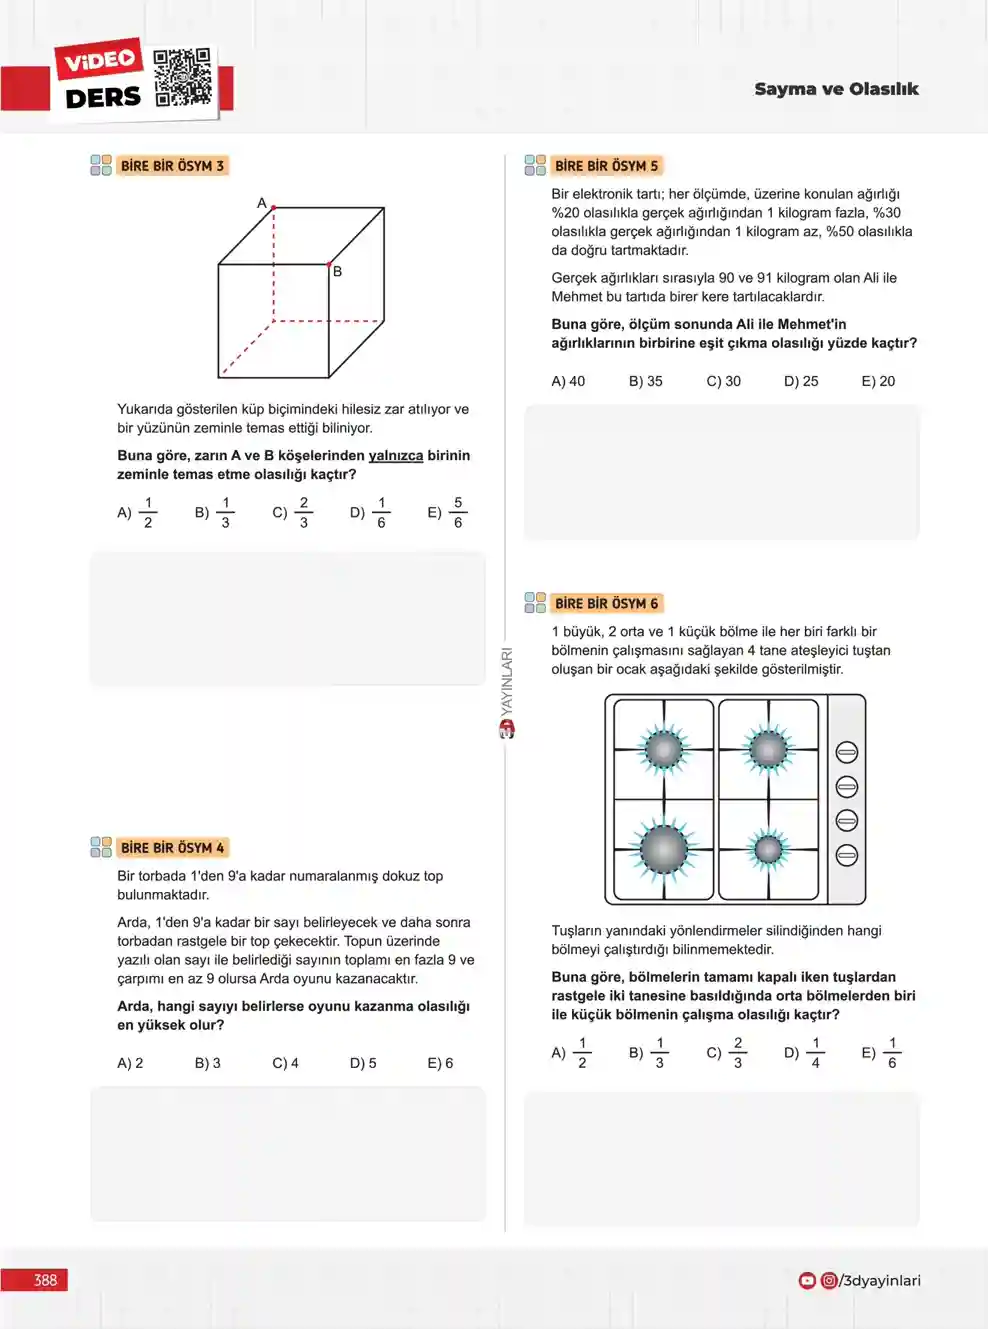 VİDEO
DERS
Sayma ve Olasılık
BİRE BİR ÖSYM 3
A
B
Yukarıda gösterilen küp biçimindeki hilesiz zar atılıyor ve
bir yüzünün zeminle temas ettiği biliniyor.
Buna göre, zarın A ve B köşelerinden yalnızca birinin
zeminle temas etme olasılığı kaçtır?
A) 1/2 B) 1/3 C) 2/3 D) 1/6 E) 5/6
BİRE BİR ÖSYM 4
Bir torbada 1'den 9'a kadar numaralanmış dokuz top
bulunmaktadır.
Arda, 1'den 9'a kadar bir sayı belirleyecek ve daha sonra
torbadan rastgele bir top çekecektir. Topun üzerinde
yazılı olan sayı ile belirlediği sayının toplamı en fazla 9 ve
çarpımı en az 9 olursa Arda oyunu kazanacaktır.
Arda, hangi sayıyı belirlerse oyunu kazanma olasılığı
en yüksek olur?
A) 2 B) 3 C) 4 D) 5 E) 6
3D YAYINLARI
BİRE BİR ÖSYM 5
Bir elektronik tartı; her ölçümde, üzerine konulan ağırlığı
%20 olasılıkla gerçek ağırlığından 1 kilogram fazla, %30
olasılıkla gerçek ağırlığından 1 kilogram az, %50 olasılıkla
da doğru tartmaktadır.
Gerçek ağırlıkları sırasıyla 90 ve 91 kilogram olan Ali ile
Mehmet bu tartıda birer kere tartılacaklardır.
Buna göre, ölçüm sonunda Ali ile Mehmet'in
ağırlıklarının birbirine eşit çıkma olasılığı yüzde kaçtır?
A) 40 B) 35 C) 30 D) 25 E) 20
BİRE BİR ÖSYM 6
1 büyük, 2 orta ve 1 küçük bölme ile her biri farklı bir
bölmenin çalışmasını sağlayan 4 tane ateşleyici tuştan
oluşan bir ocak aşağıdaki şekilde gösterilmiştir.
Tuşların yanındaki yönlendirmeler silindiğinden hangi
bölmeyi çalıştırdığı bilinmemektedir.
Buna göre, bölmelerin tamamı kapalı iken tuşlardan
rastgele iki tanesine basıldığında orta bölmelerden biri
ile küçük bölmenin çalışma olasılığı kaçtır?
A) 1/2 B) 1/3 C) 2/3 D) 1/4 E) 1/6
388
/3dyayinlari